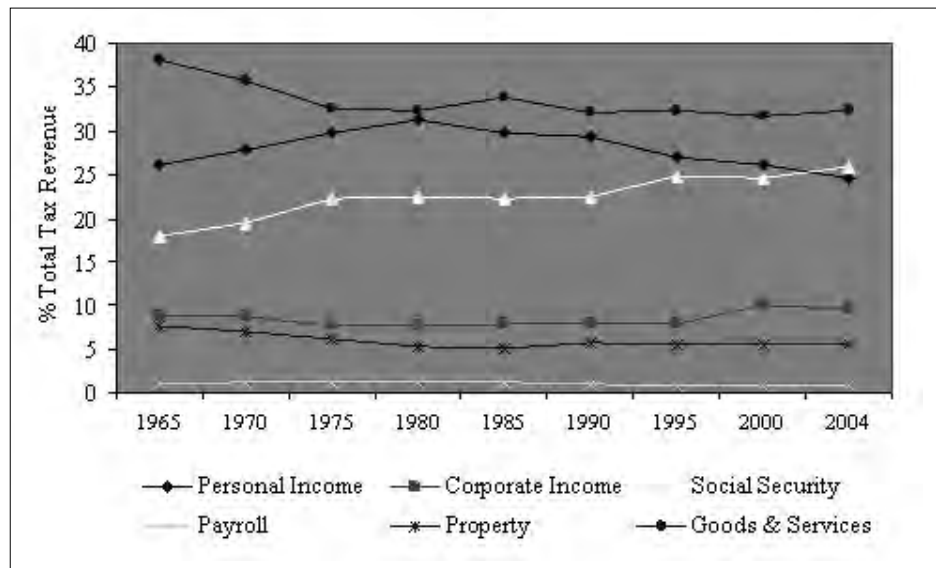 % Total Tax Revenue
40
35
30
25
20
15
10
5
0
1965 1970 1975 1980 1985 1990 1995 2000 2004
Personal Income Corporate Income Social Security
Payroll Property Goods & Services